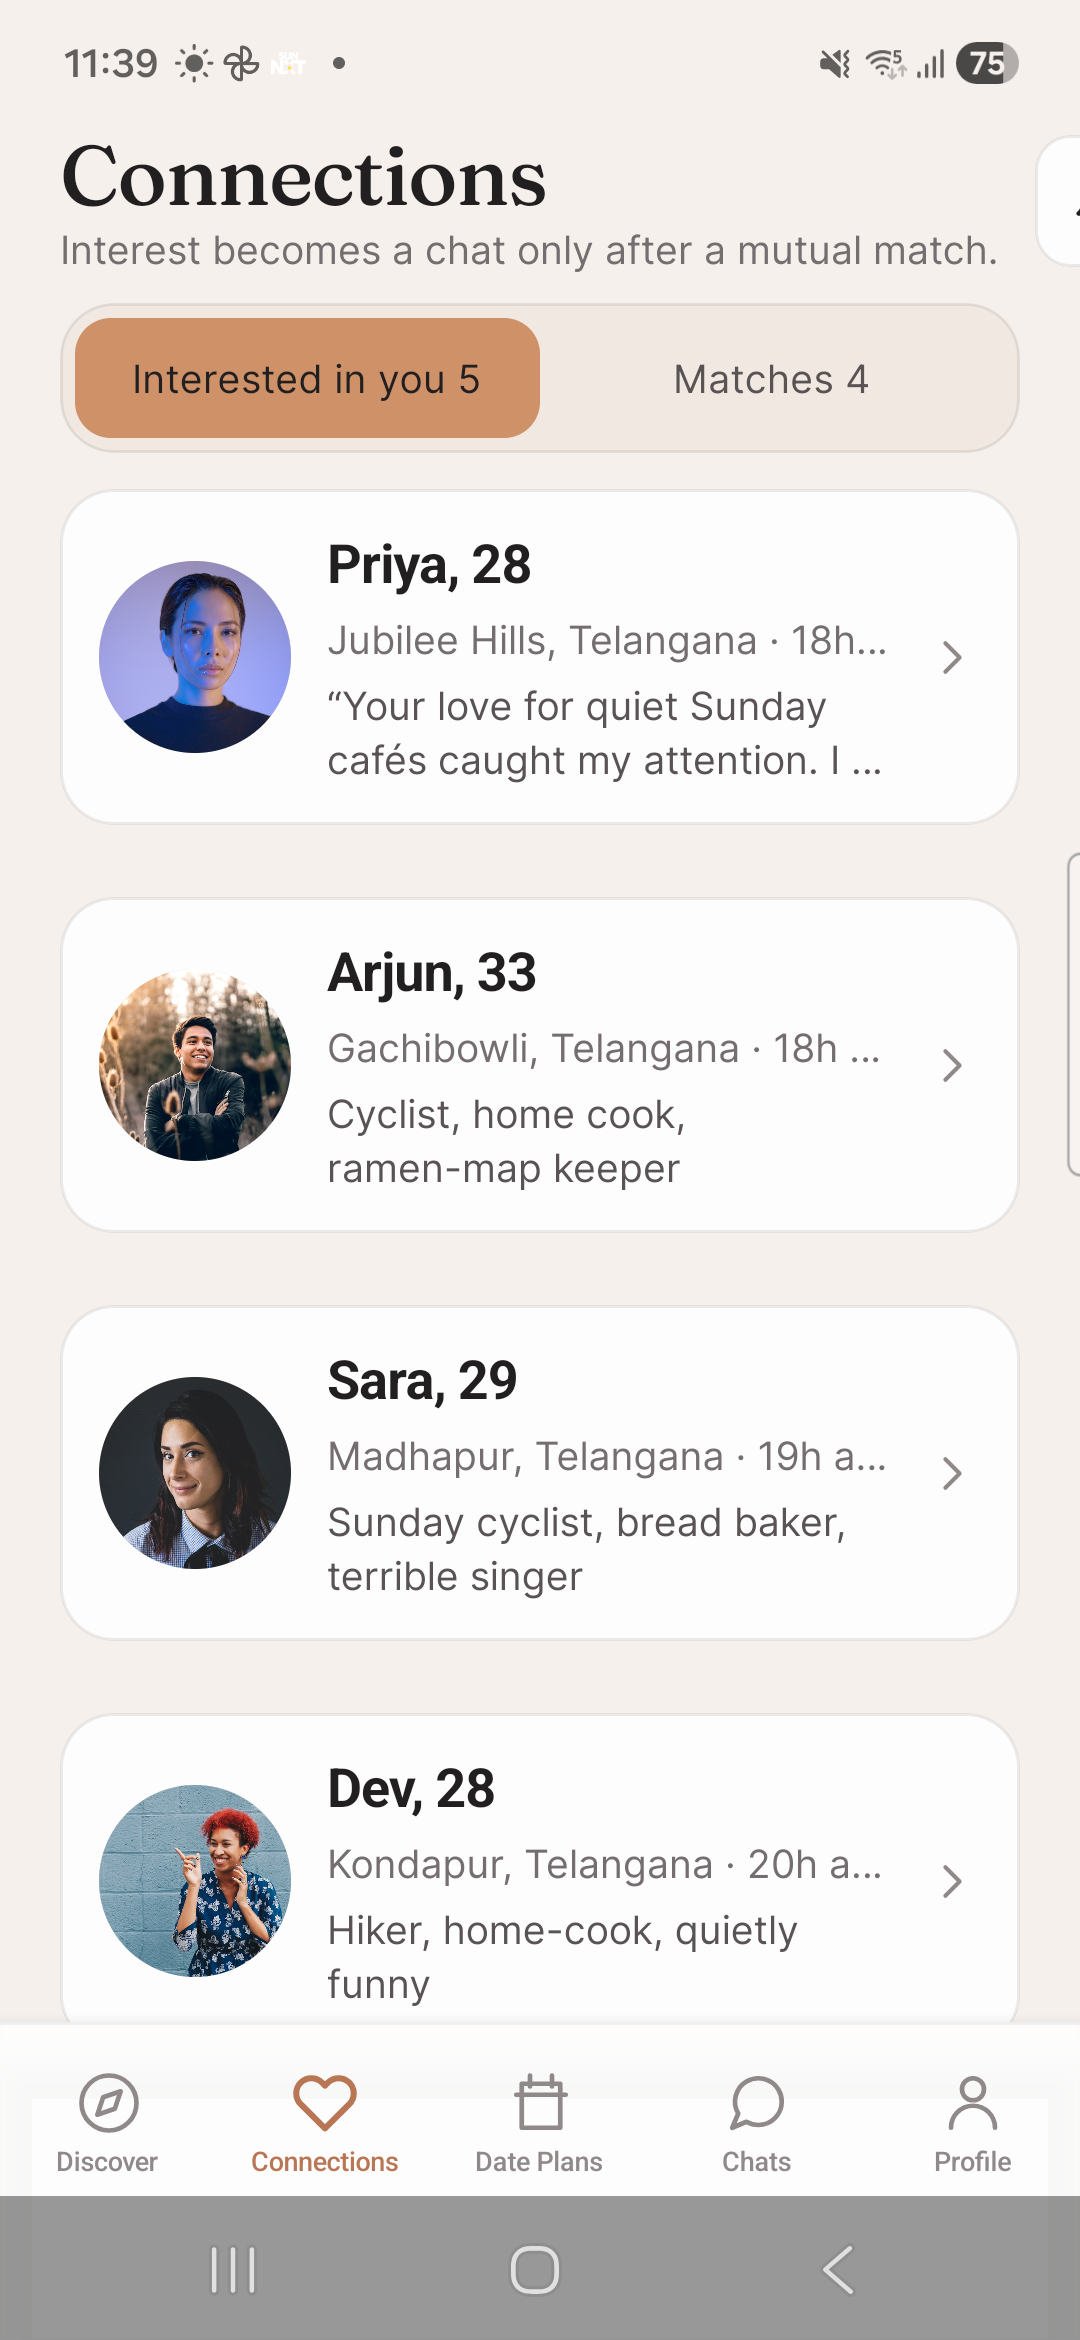 11:39
SUN
NXT
5
75
Connections
Interest becomes a chat only after a mutual match.
Interested in you 5
Matches 4
Priya, 28
Jubilee Hills, Telangana · 18h...
“Your love for quiet Sunday
cafés caught my attention. I ...
Arjun, 33
Gachibowli, Telangana · 18h ...
Cyclist, home cook,
ramen-map keeper
Sara, 29
Madhapur, Telangana · 19h a...
Sunday cyclist, bread baker,
terrible singer
Dev, 28
Kondapur, Telangana · 20h a...
Hiker, home-cook, quietly
funny
Discover
Connections
Date Plans
Chats
Profile